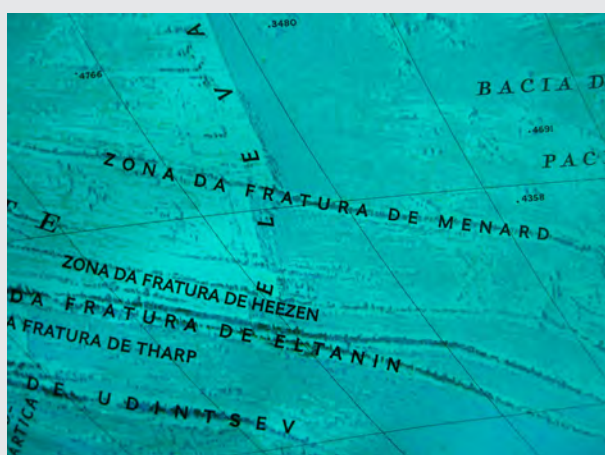 A
V
E
E
L
E
.3480
.4766
BACIA D
.4691
PAC
.4358
ZONA DA FRATURA DE MENARD
T E
ZONA DA FRATURA DE HEEZEN
DA FRATURA DE ELTANIN
A FRATURA DE THARP
DE UDINTSEV
ÁRTICA